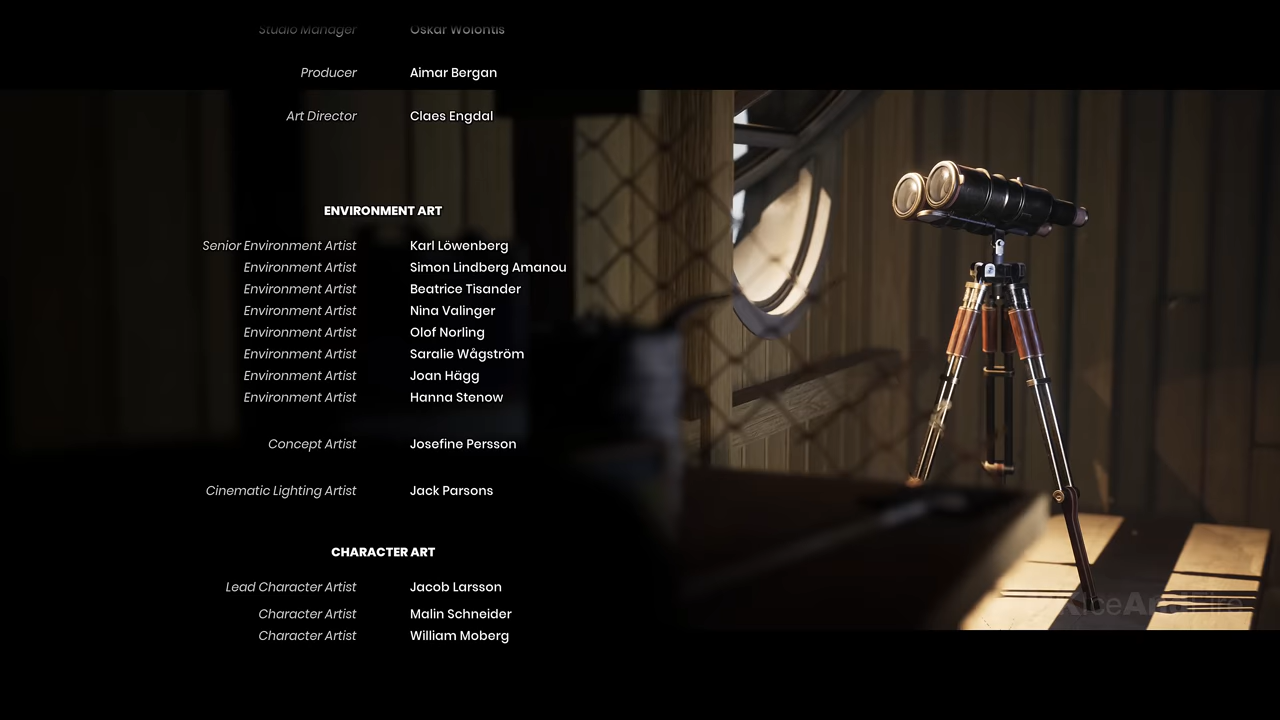 Studio Manager Oskar Wolontis
Producer Aimar Bergan
Art Director Claes Engdal
ENVIRONMENT ART
Senior Environment Artist Karl Löwenberg
Environment Artist Simon Lindberg Amanou
Environment Artist Beatrice Tisander
Environment Artist Nina Valinger
Environment Artist Olof Norling
Environment Artist Saralie Wågström
Environment Artist Joan Hägg
Environment Artist Hanna Stenow
Concept Artist Josefine Persson
Cinematic Lighting Artist Jack Parsons
CHARACTER ART
Lead Character Artist Jacob Larsson
Character Artist Malin Schneider
Character Artist William Moberg